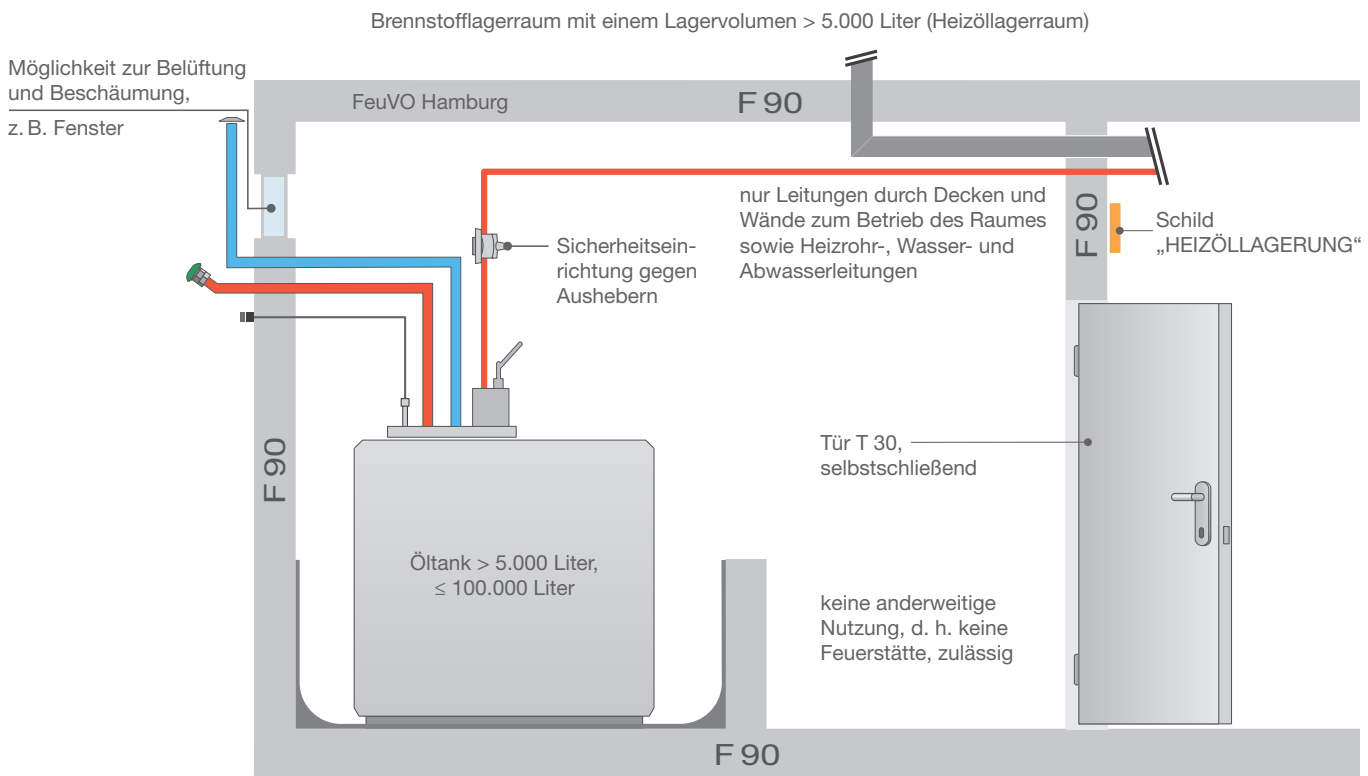 Brennstofflagerraum mit einem Lagervolumen > 5.000 Liter (Heizöllagerraum)
Möglichkeit zur Belüftung
und Beschäumung,
z. B. Fenster
FeuVO Hamburg
F 90
nur Leitungen durch Decken und
Wände zum Betrieb des Raumes
sowie Heizrohr-, Wasser- und
Abwasserleitungen
F 90
Schild
„HEIZÖLLAGERUNG“
Sicherheitsein-
richtung gegen
Aushebern
F 90
Tür T 30,
selbstschließend
Öltank > 5.000 Liter,
≤ 100.000 Liter
keine anderweitige
Nutzung, d. h. keine
Feuerstätte, zulässig
F 90